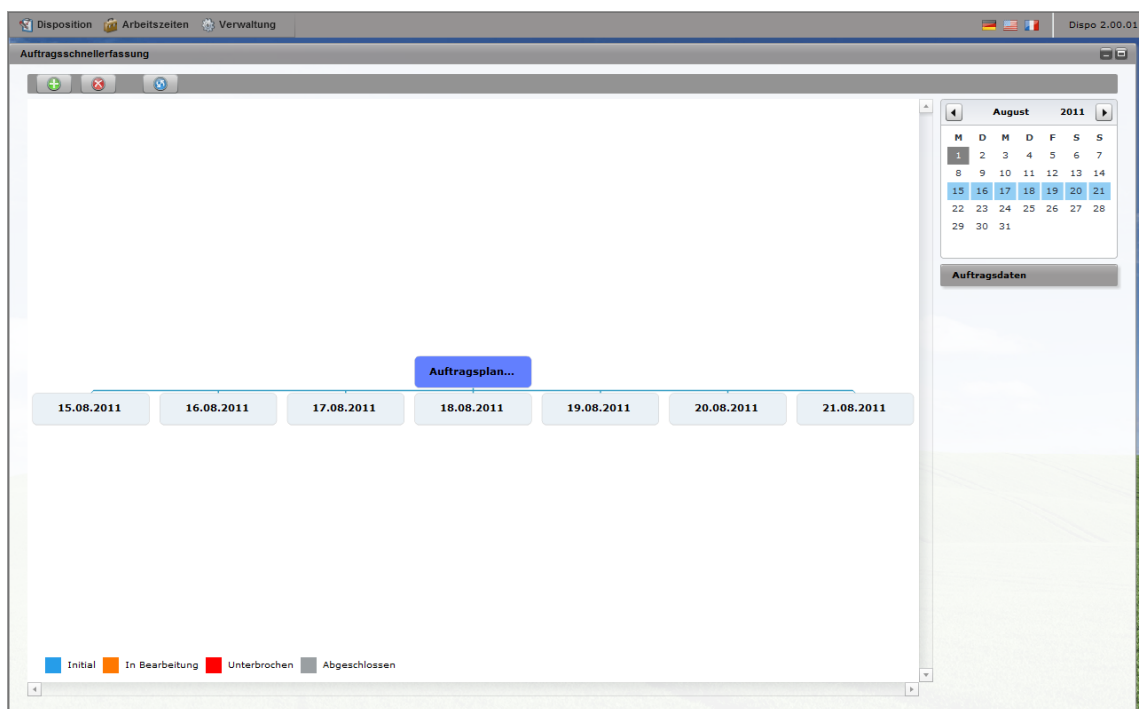 Disposition Arbeitszeiten Verwaltung Dispo 2.00.01
Auftragsschnellerfassung
August 2011
M D M D F S S
1 2 3 4 5 6 7
8 9 10 11 12 13 14
15 16 17 18 19 20 21
22 23 24 25 26 27 28
29 30 31
Auftragsdaten
Auftragsplan...
15.08.2011 16.08.2011 17.08.2011 18.08.2011 19.08.2011 20.08.2011 21.08.2011
Initial In Bearbeitung Unterbrochen Abgeschlossen